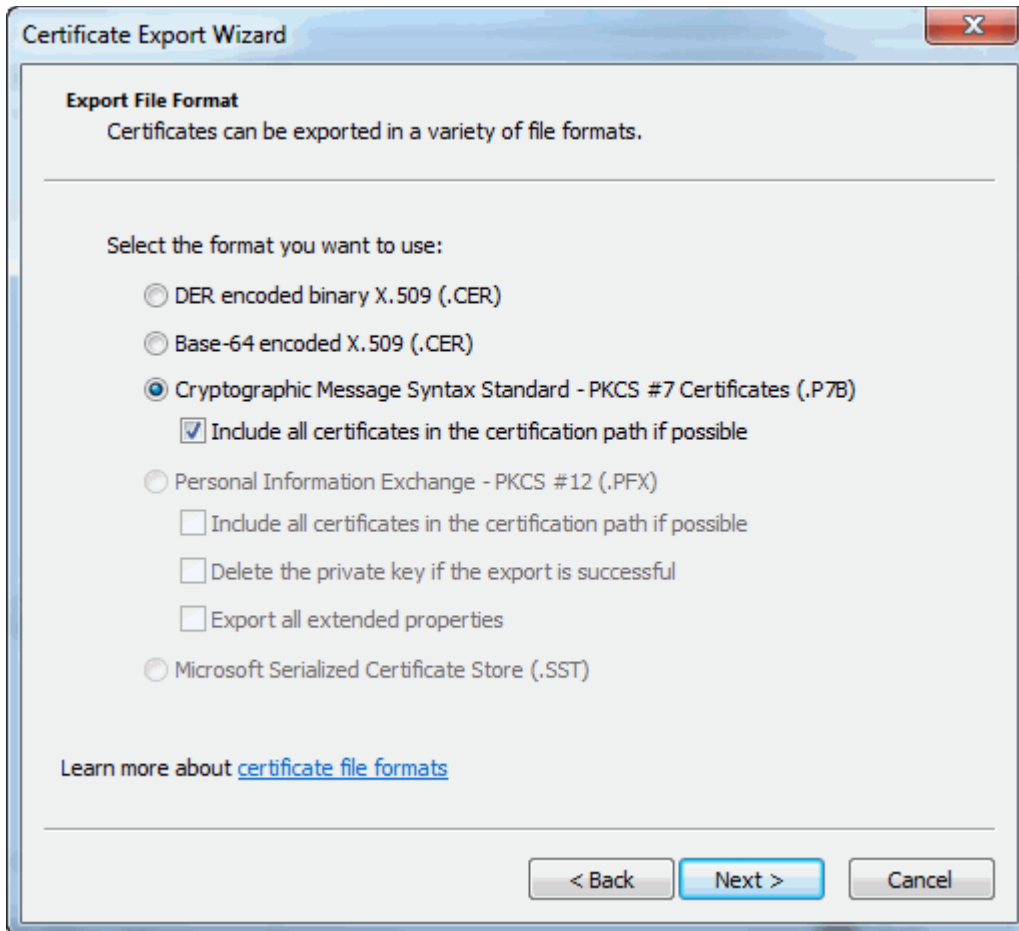 Certificate Export Wizard
Export File Format
Certificates can be exported in a variety of file formats.
Select the format you want to use:
DER encoded binary X.509 (.CER)
Base-64 encoded X.509 (.CER)
Cryptographic Message Syntax Standard - PKCS #7 Certificates (.P7B)
Include all certificates in the certification path if possible
Personal Information Exchange - PKCS #12 (.PFX)
Include all certificates in the certification path if possible
Delete the private key if the export is successful
Export all extended properties
Microsoft Serialized Certificate Store (.SST)
Learn more about certificate file formats
< Back Next > Cancel